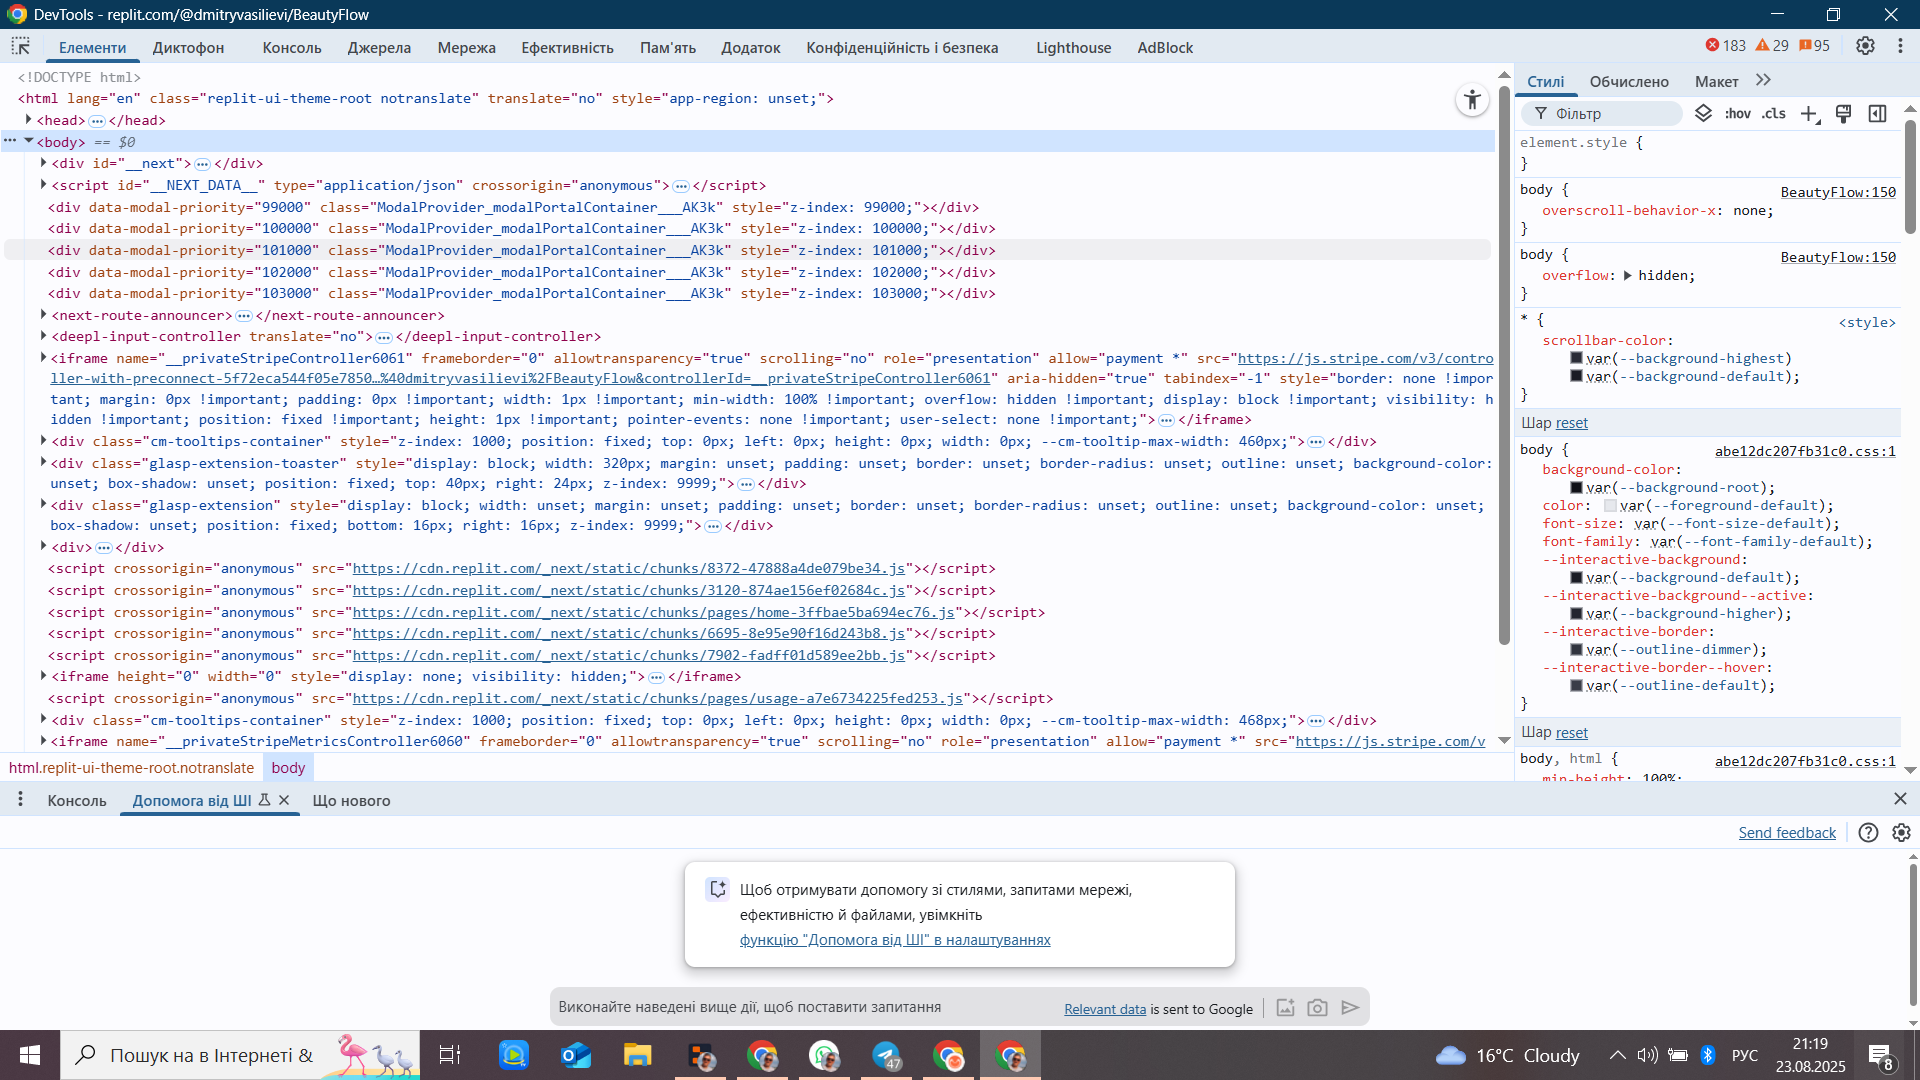 DevTools - replit.com/@dmitryvasilievi/BeautyFlow
Елементи Диктофон Консоль Джерела Мережа Ефективність Пам'ять Додаток Конфіденційність і безпека Lighthouse AdBlock 183 29 95
<!DOCTYPE html>
<html lang="en" class="replit-ui-theme-root notranslate" translate="no" style="app-region: unset;">
<head> ⋯ </head>
⋯ <body> == $0
<div id="__next"> ⋯ </div>
<script id="__NEXT_DATA__" type="application/json" crossorigin="anonymous"> ⋯ </script>
<div data-modal-priority="99000" class="ModalProvider_modalPortalContainer___AK3k" style="z-index: 99000;"></div>
<div data-modal-priority="100000" class="ModalProvider_modalPortalContainer___AK3k" style="z-index: 100000;"></div>
<div data-modal-priority="101000" class="ModalProvider_modalPortalContainer___AK3k" style="z-index: 101000;"></div>
<div data-modal-priority="102000" class="ModalProvider_modalPortalContainer___AK3k" style="z-index: 102000;"></div>
<div data-modal-priority="103000" class="ModalProvider_modalPortalContainer___AK3k" style="z-index: 103000;"></div>
<next-route-announcer> ⋯ </next-route-announcer>
<deepl-input-controller translate="no"> ⋯ </deepl-input-controller>
<iframe name="__privateStripeController6061" frameborder="0" allowtransparency="true" scrolling="no" role="presentation" allow="payment *" src="https://js.stripe.com/v3/contro
ller-with-preconnect-5f72eca544f05e7850…%40dmitryvasilievi%2FBeautyFlow&controllerId=__privateStripeController6061" aria-hidden="true" tabindex="-1" style="border: none !impor
tant; margin: 0px !important; padding: 0px !important; width: 1px !important; min-width: 100% !important; overflow: hidden !important; display: block !important; visibility: h
idden !important; position: fixed !important; height: 1px !important; pointer-events: none !important; user-select: none !important;"> ⋯ </iframe>
<div class="cm-tooltips-container" style="z-index: 1000; position: fixed; top: 0px; left: 0px; height: 0px; width: 0px; --cm-tooltip-max-width: 460px;"> ⋯ </div>
<div class="glasp-extension-toaster" style="display: block; width: 320px; margin: unset; padding: unset; border: unset; border-radius: unset; outline: unset; background-color:
unset; box-shadow: unset; position: fixed; top: 40px; right: 24px; z-index: 9999;"> ⋯ </div>
<div class="glasp-extension" style="display: block; width: unset; margin: unset; padding: unset; border: unset; border-radius: unset; outline: unset; background-color: unset;
box-shadow: unset; position: fixed; bottom: 16px; right: 16px; z-index: 9999;"> ⋯ </div>
<div> ⋯ </div>
<script crossorigin="anonymous" src="https://cdn.replit.com/_next/static/chunks/8372-47888a4de079be34.js"></script>
<script crossorigin="anonymous" src="https://cdn.replit.com/_next/static/chunks/3120-874ae156ef02684c.js"></script>
<script crossorigin="anonymous" src="https://cdn.replit.com/_next/static/chunks/pages/home-3ffbae5ba694ec76.js"></script>
<script crossorigin="anonymous" src="https://cdn.replit.com/_next/static/chunks/6695-8e95e90f16d243b8.js"></script>
<script crossorigin="anonymous" src="https://cdn.replit.com/_next/static/chunks/7902-fadff01d589ee2bb.js"></script>
<iframe height="0" width="0" style="display: none; visibility: hidden;"> ⋯ </iframe>
<script crossorigin="anonymous" src="https://cdn.replit.com/_next/static/chunks/pages/usage-a7e6734225fed253.js"></script>
<div class="cm-tooltips-container" style="z-index: 1000; position: fixed; top: 0px; left: 0px; height: 0px; width: 0px; --cm-tooltip-max-width: 468px;"> ⋯ </div>
<iframe name="__privateStripeMetricsController6060" frameborder="0" allowtransparency="true" scrolling="no" role="presentation" allow="payment *" src="https://js.stripe.com/v
html.replit-ui-theme-root.notranslate body
Стилі Обчислено Макет
Фільтр :hov .cls
element.style {
}
body { BeautyFlow:150
overscroll-behavior-x: none;
}
body { BeautyFlow:150
overflow: hidden;
}
* { <style>
scrollbar-color:
var(--background-highest)
var(--background-default);
}
Шар reset
body { abe12dc207fb31c0.css:1
background-color:
var(--background-root);
color: var(--foreground-default);
font-size: var(--font-size-default);
font-family: var(--font-family-default);
--interactive-background:
var(--background-default);
--interactive-background--active:
var(--background-higher);
--interactive-border:
var(--outline-dimmer);
--interactive-border--hover:
var(--outline-default);
}
Шар reset
body, html { abe12dc207fb31c0.css:1
min-height: 100%;
Консоль Допомога від ШІ Що нового
Send feedback
Щоб отримувати допомогу зі стилями, запитами мережі,
ефективністю й файлами, увімкніть
функцію "Допомога від ШІ" в налаштуваннях
Виконайте наведені вище дії, щоб поставити запитання Relevant data is sent to Google
Пошук на в Інтернеті & 47 16°C Cloudy РУС 21:19
23.08.2025 8